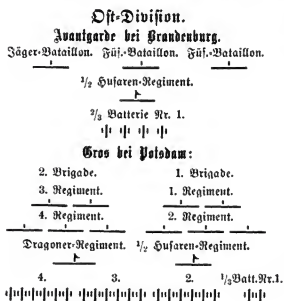 Ost-Division.
Avantgarde bei Brandenburg.
Jäger-Bataillon. Füs.-Bataillon. Füs.-Bataillon.
1/2 Husaren-Regiment.
2/3 Batterie Nr. 1.
Gros bei Potsdam:
2. Brigade. 1. Brigade.
3. Regiment. 1. Regiment.
4. Regiment. 2. Regiment.
Dragoner-Regiment. 1/2 Husaren-Regiment.
4. 3. 2. 1/3 Batt.Nr.1.